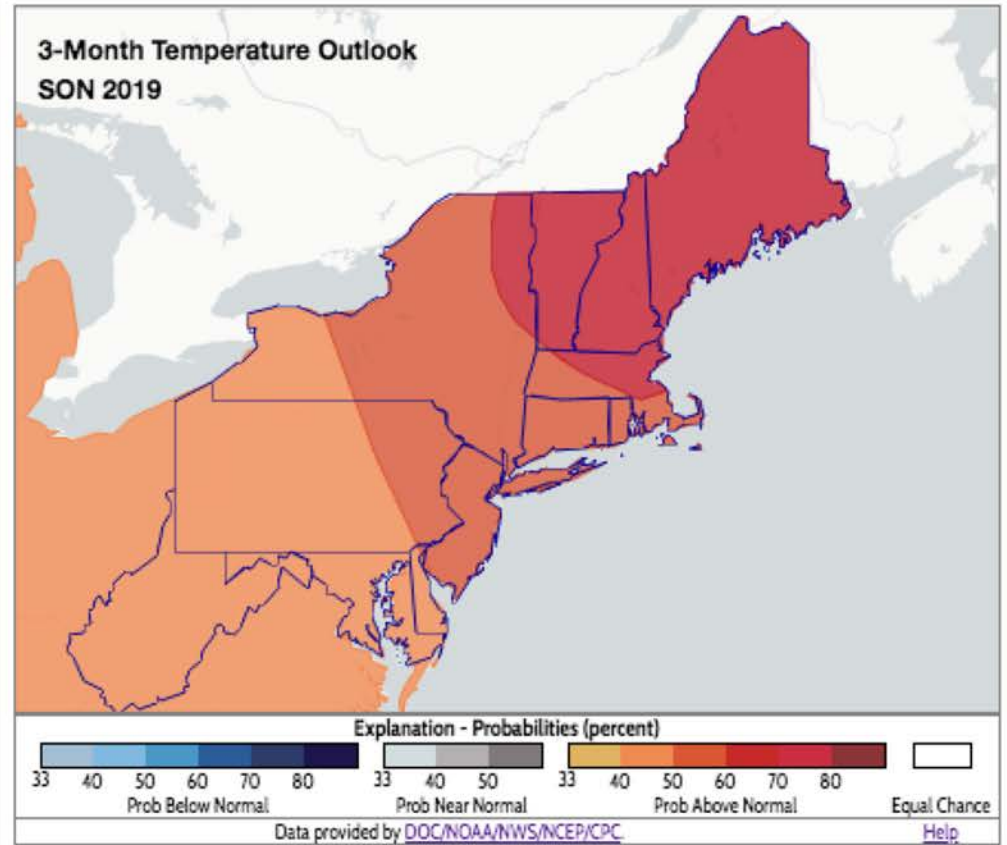 3-Month Temperature Outlook
SON 2019
Explanation - Probabilities (percent)
33 40 50 60 70 80 33 40 50 33 40 50 60 70 80
Prob Below Normal Prob Near Normal Prob Above Normal Equal Chance
Data provided by DOC/NOAA/NWS/NCEP/CPC. Help